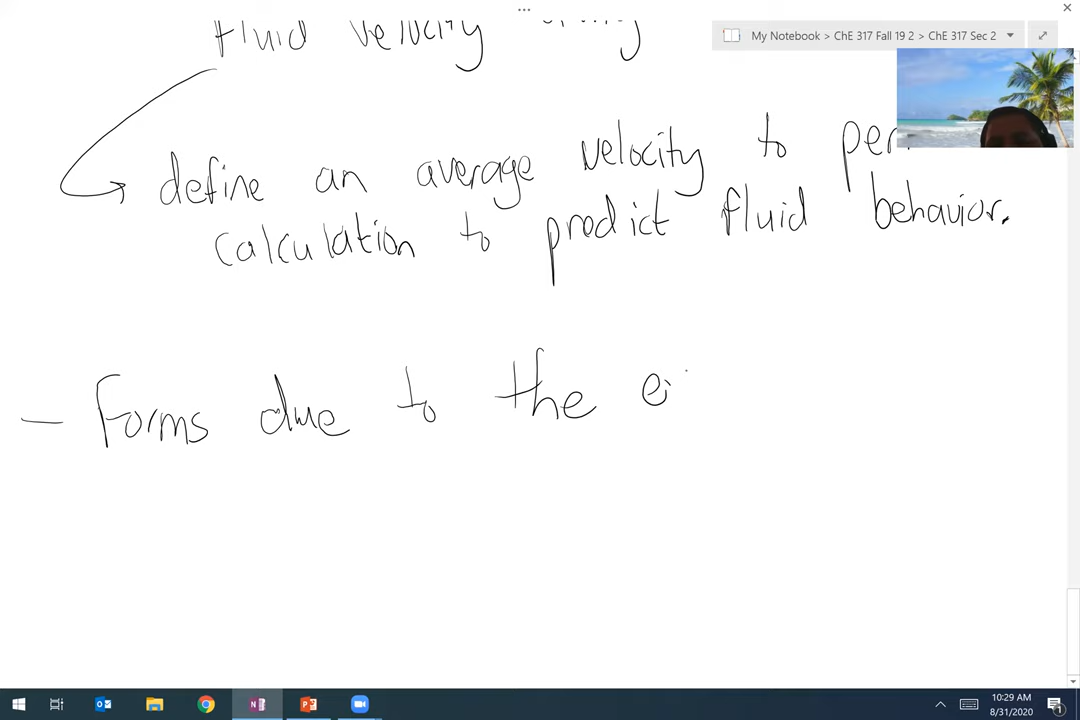 My Notebook > ChE 317 Fall 19 2 > ChE 317 Sec 2
fluid velocity
define an average velocity to per
calculation to predict fluid behavior.
- Forms due to the
10:29 AM
8/31/2020